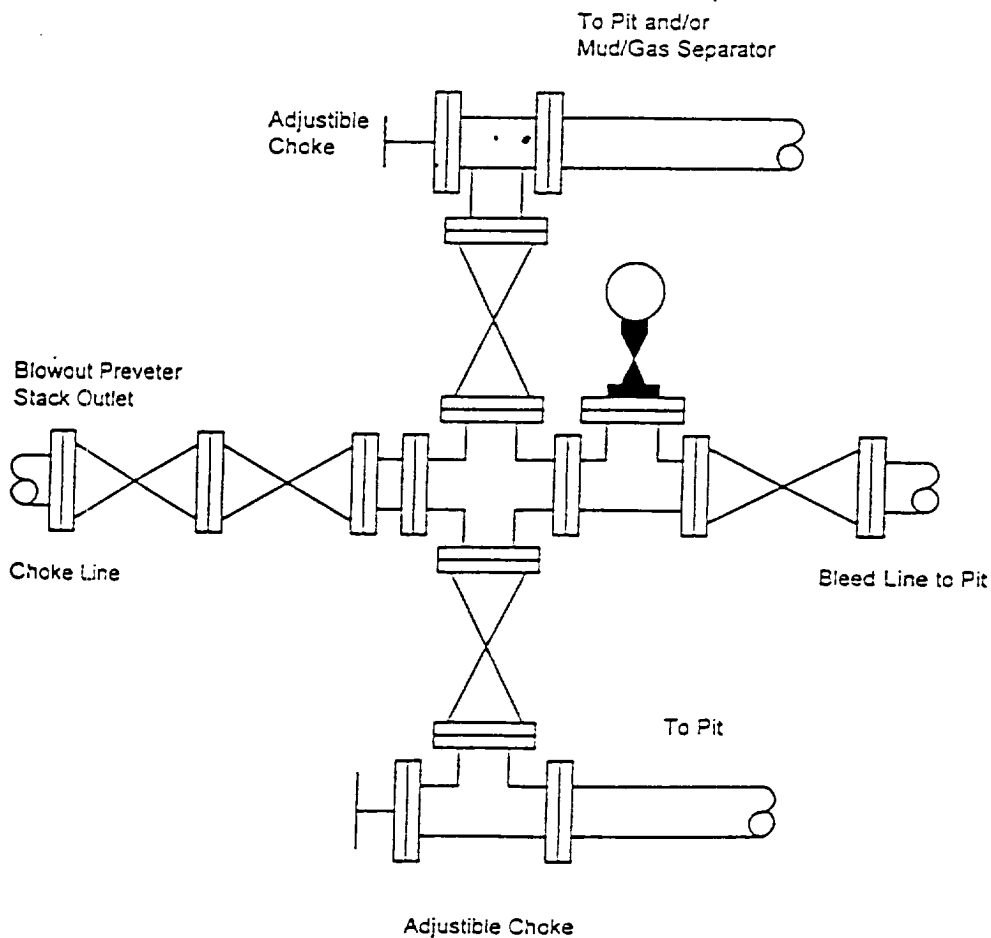 To Pit and/or
Mud/Gas Separator
Adjustible
Choke
Blowout Preveter
Stack Outlet
Choke Line
Bleed Line to Pit
To Pit
Adjustible Choke